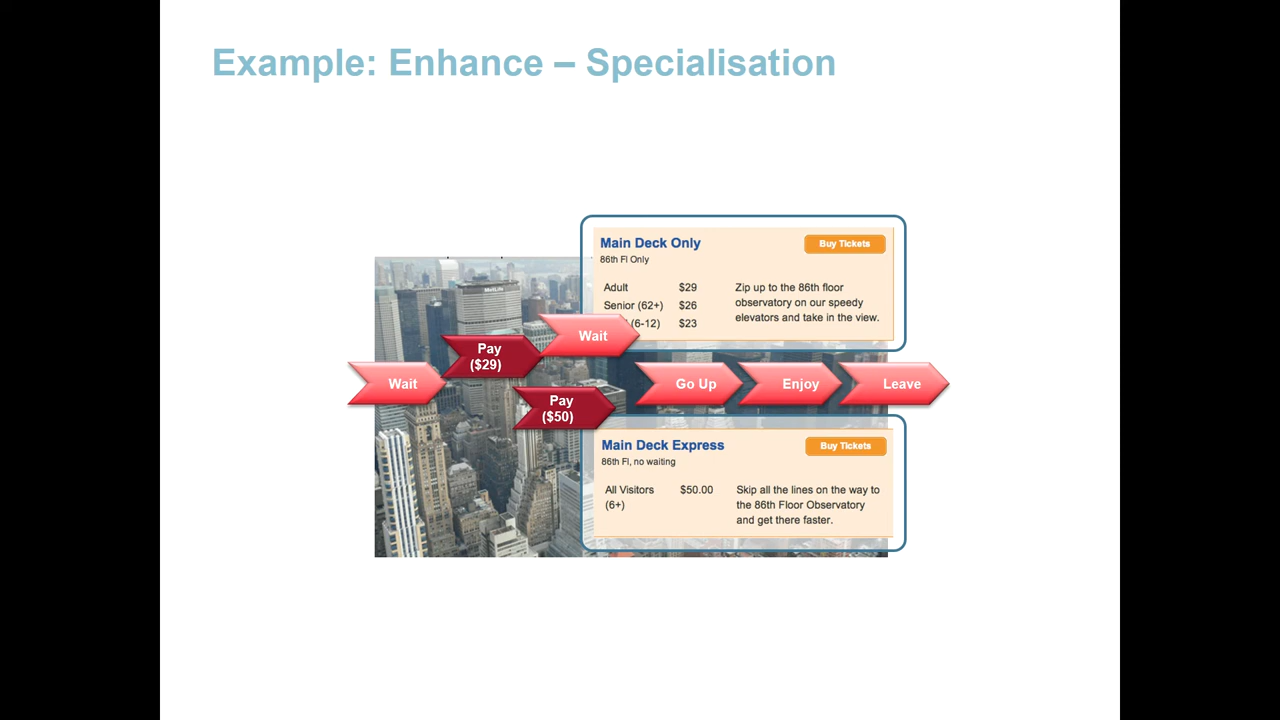 Example: Enhance – Specialisation
Main Deck Only
Buy Tickets
86th Fl Only
Adult $29
Zip up to the 86th floor
Senior (62+) $26
observatory on our speedy
(6-12) $23
elevators and take in the view.
MetLife
Wait
Pay
($29)
Wait
Pay
($50)
Go Up
Enjoy
Leave
Main Deck Express
Buy Tickets
86th Fl, no waiting
All Visitors $50.00
(6+)
Skip all the lines on the way to
the 86th Floor Observatory
and get there faster.